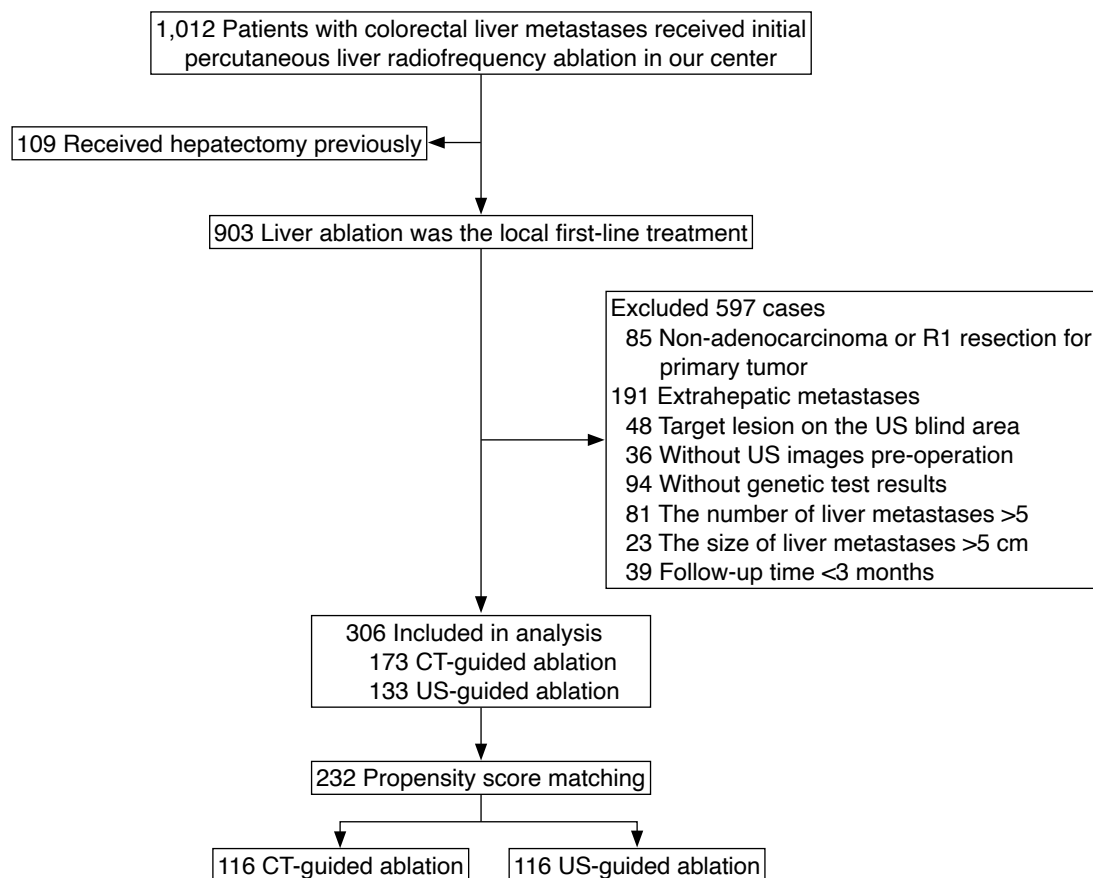 1,012 Patients with colorectal liver metastases received initial
percutaneous liver radiofrequency ablation in our center
109 Received hepatectomy previously
903 Liver ablation was the local first-line treatment
Excluded 597 cases
85 Non-adenocarcinoma or R1 resection for
primary tumor
191 Extrahepatic metastases
48 Target lesion on the US blind area
36 Without US images pre-operation
94 Without genetic test results
81 The number of liver metastases >5
23 The size of liver metastases >5 cm
39 Follow-up time <3 months
306 Included in analysis
173 CT-guided ablation
133 US-guided ablation
232 Propensity score matching
116 CT-guided ablation
116 US-guided ablation